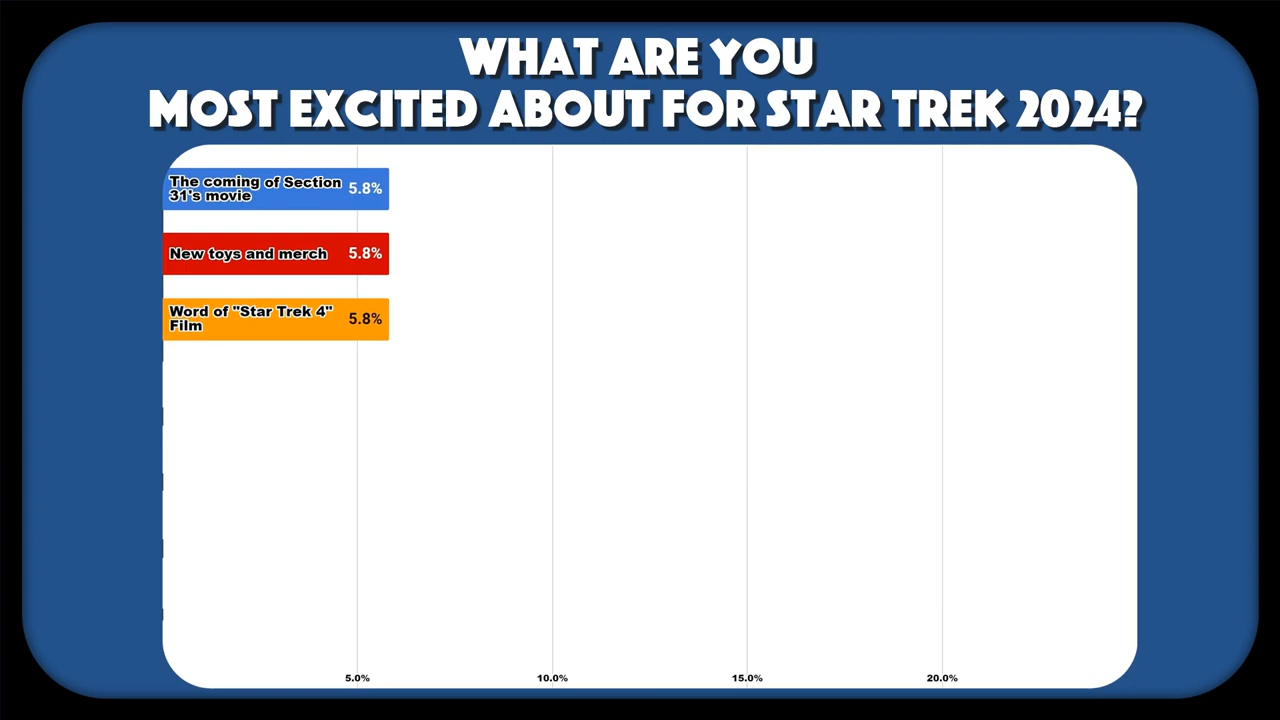 WHAT ARE YOU
MOST EXCITED ABOUT FOR STAR TREK 2024?
The coming of Section
31's movie
5.8%
New toys and merch
5.8%
Word of "Star Trek 4"
Film
5.8%
5.0%
10.0%
15.0%
20.0%